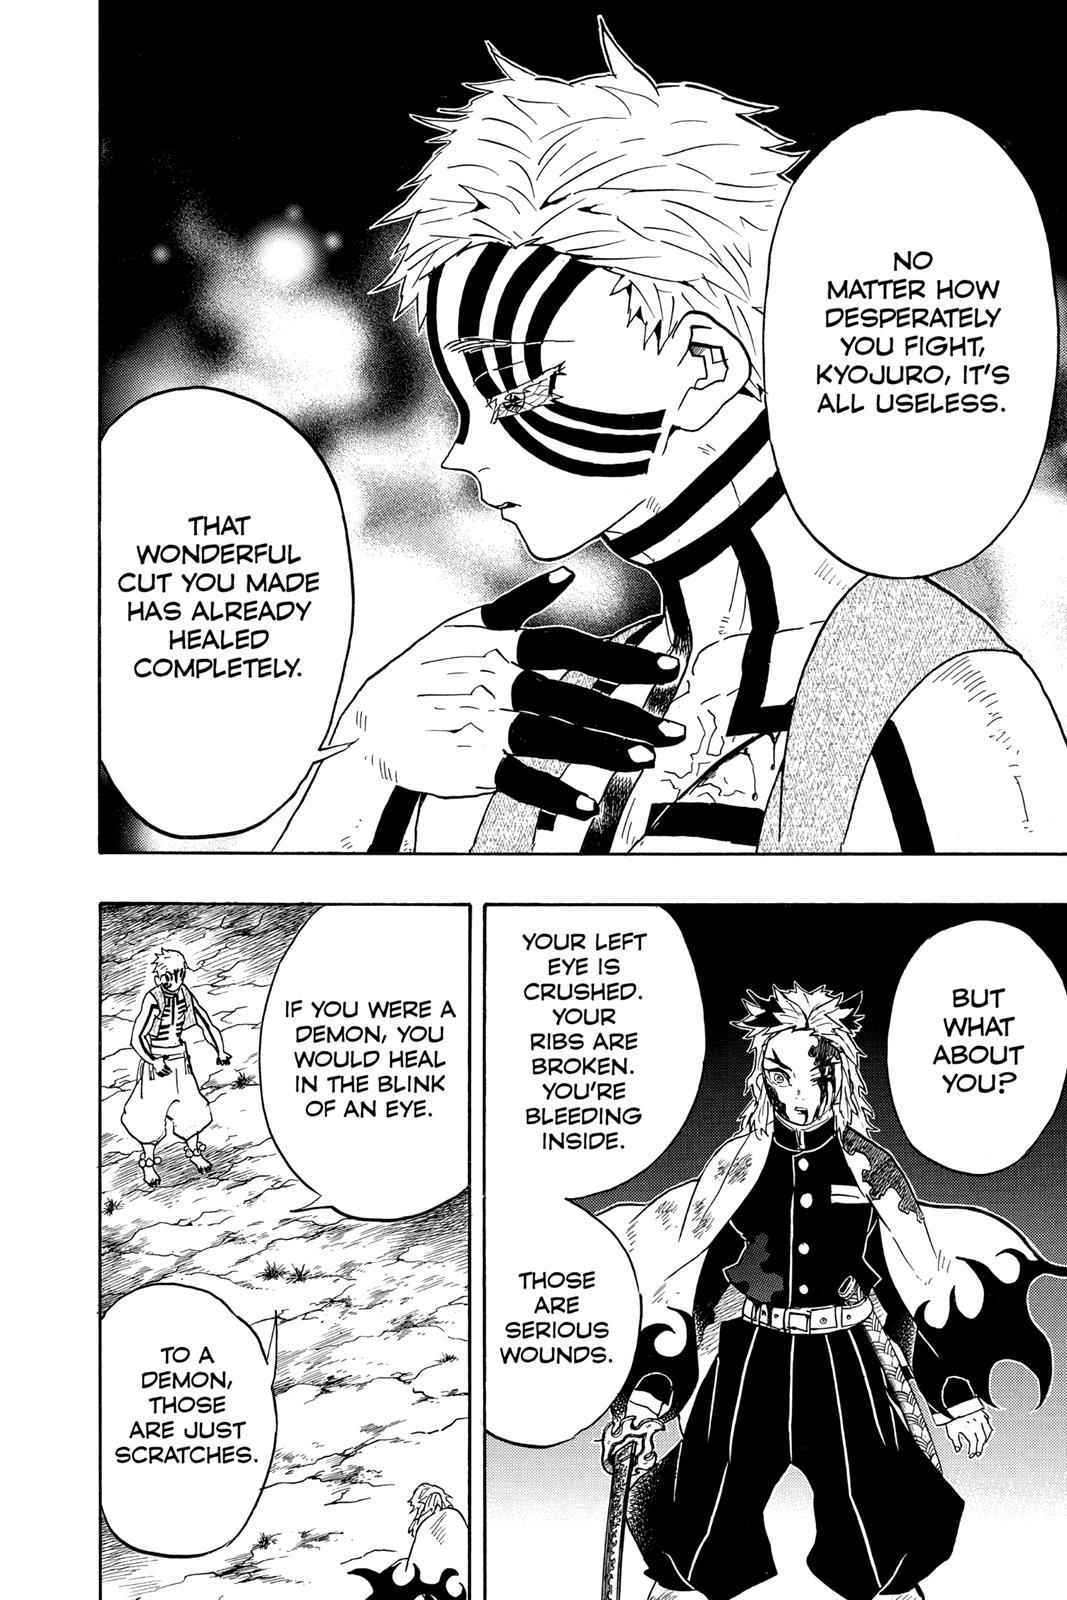 NO
MATTER HOW
DESPERATELY
YOU FIGHT,
KYOJURO, IT'S
ALL USELESS.
THAT
WONDERFUL
CUT YOU MADE
HAS ALREADY
HEALED
COMPLETELY.
BUT
WHAT
ABOUT
YOU?
YOUR LEFT
EYE IS
CRUSHED.
YOUR
RIBS ARE
BROKEN.
YOU'RE
BLEEDING
INSIDE.
THOSE
ARE
SERIOUS
WOUNDS.
IF YOU WERE A
DEMON, YOU
WOULD HEAL
IN THE BLINK
OF AN EYE.
TO A
DEMON,
THOSE
ARE JUST
SCRATCHES.